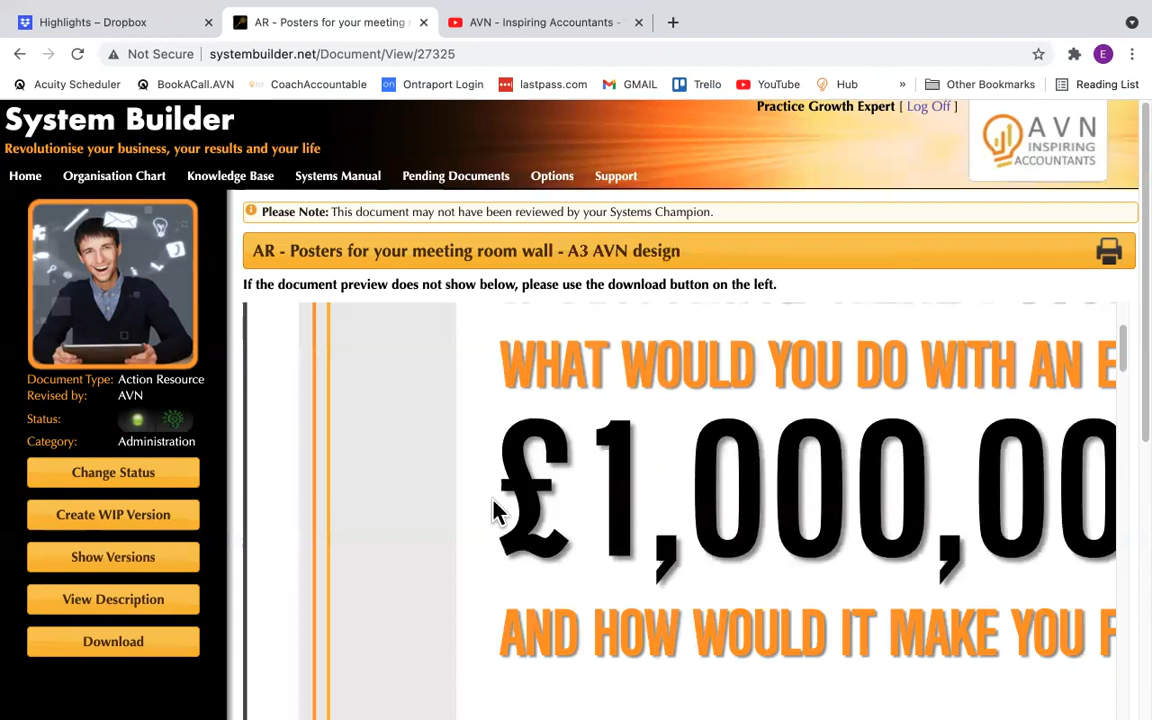 Highlights – Dropbox
AR - Posters for your meeting
AVN - Inspiring Accountants -
Not Secure
systembuilder.net/Document/View/27325
E
Acuity Scheduler
BookACall.AVN
CoachAccountable
on
Ontraport Login
lastpass.com
GMAIL
Trello
YouTube
Hub
»
Other Bookmarks
Reading List
System Builder
Revolutionise your business, your results and your life
Practice Growth Expert [ Log Off ]
AVN
INSPIRING
ACCOUNTANTS
Home
Organisation Chart
Knowledge Base
Systems Manual
Pending Documents
Options
Support
Please Note: This document may not have been reviewed by your Systems Champion.
AR - Posters for your meeting room wall - A3 AVN design
If the document preview does not show below, please use the download button on the left.
Document Type: Action Resource
Revised by: AVN
Status:
Category: Administration
Change Status
Create WIP Version
Show Versions
View Description
Download
WHAT WOULD YOU DO WITH AN E
£1,000,00
AND HOW WOULD IT MAKE YOU F